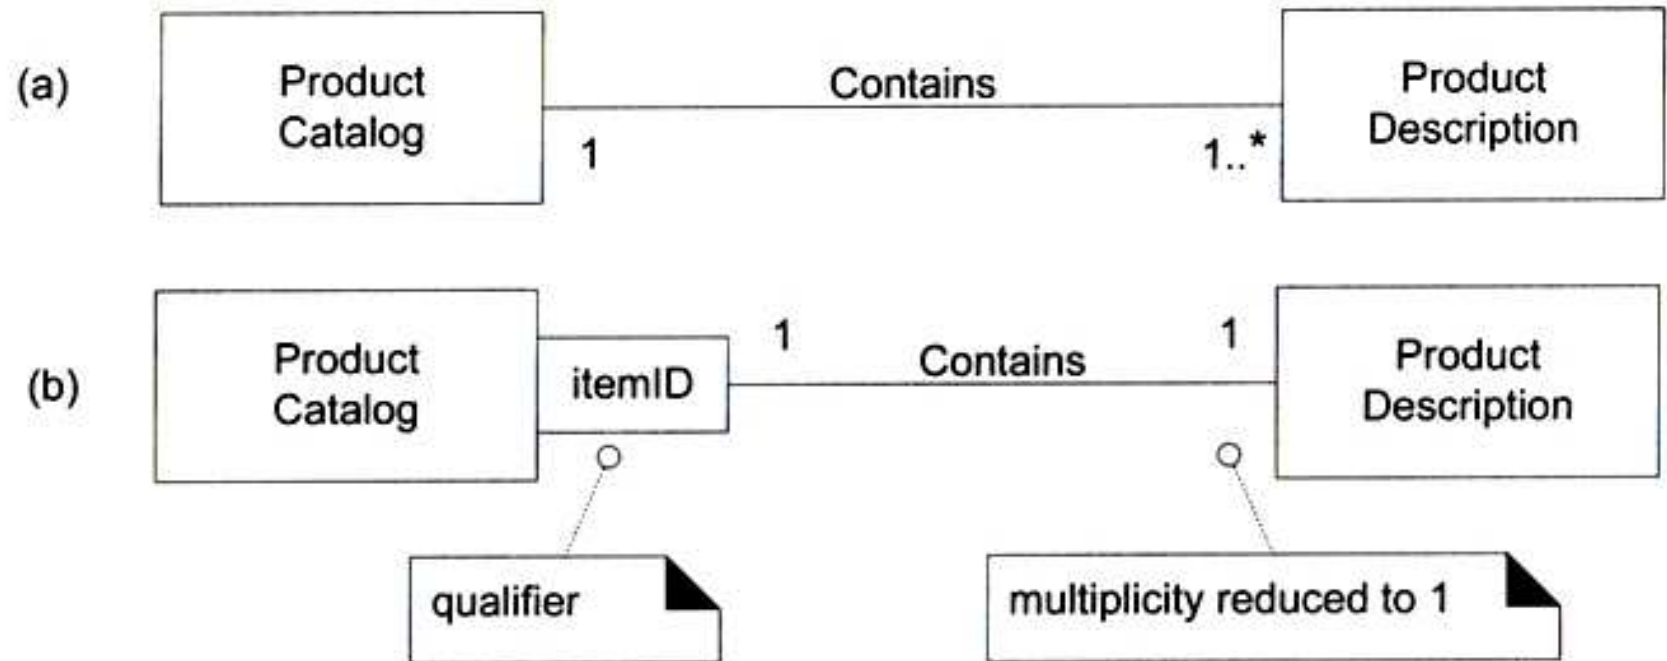 (a)
Product
Catalog
1
Contains
1..*
Product
Description
(b)
Product
Catalog
itemID
1
Contains
1
Product
Description
qualifier
multiplicity reduced to 1